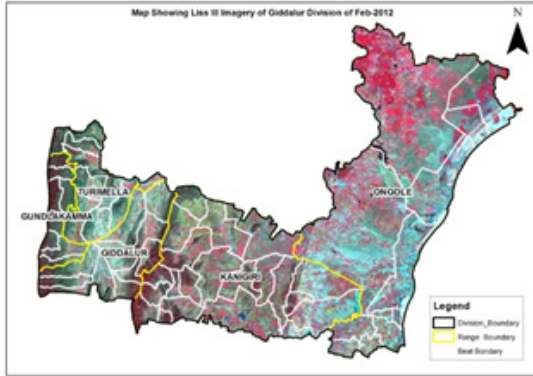 Map Showing Liss III Imagery of Giddalur Division of Feb-2012
N
TURIMELLA
ONGOLE
GUNDLAKAMMA
GIDDALUR
KANIGIRI
Legend
Division_Boundary
Range Boundary
Beat Bondary